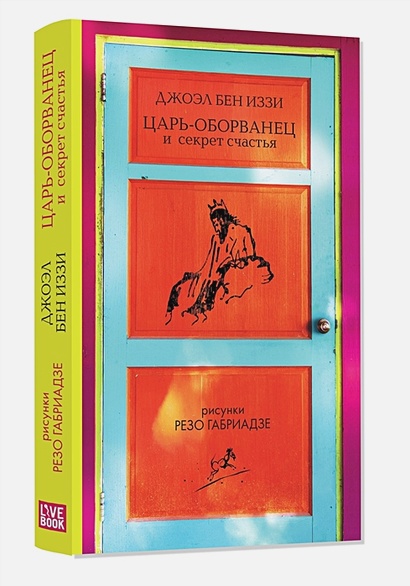 ДЖОЭЛ БЕН ИЗЗИ
ЦАРЬ-ОБОРВАНЕЦ
и секрет счастья
рисунки
РЕЗО ГАБРИАДЗЕ
ЦАРЬ-ОБОРВАНЕЦ
и секрет счастья
ДЖОЭЛ
БЕН ИЗЗИ
рисунки
РЕЗО ГАБРИАДЗЕ
LIVE
BOOK